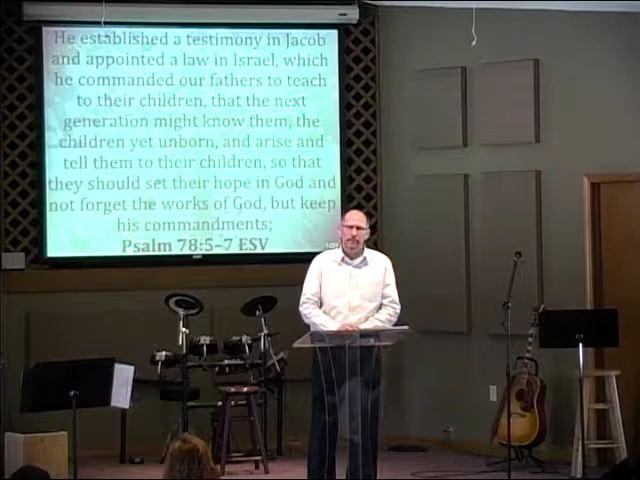 He established a testimony in Jacob
and appointed a law in Israel, which
he commanded our fathers to teach
to their children, that the next
generation might know them, the
children yet unborn, and arise and
tell them to their children, so that
they should set their hope in God and
not forget the works of God, but keep
his commandments;
Psalm 78:5–7 ESV